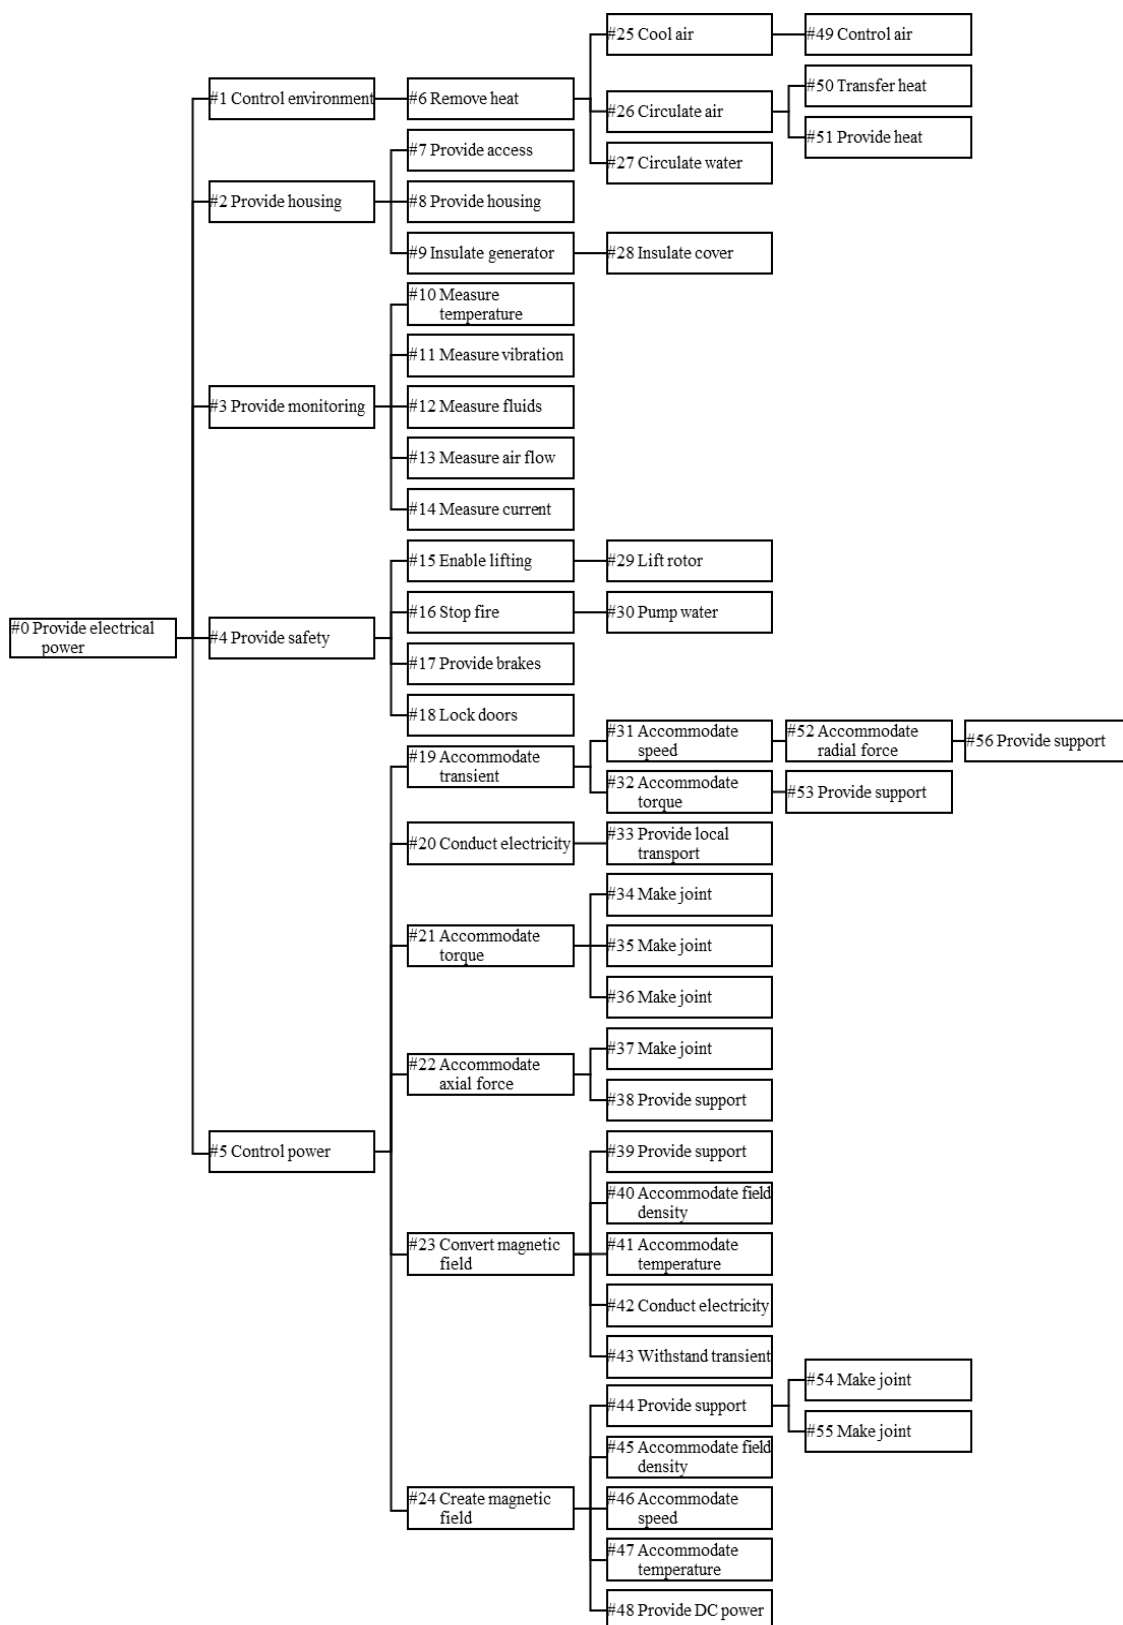 #25 Cool air
#49 Control air
#50 Transfer heat
#1 Control environment
#6 Remove heat
#26 Circulate air
#51 Provide heat
#7 Provide access
#27 Circulate water
#2 Provide housing
#8 Provide housing
#9 Insulate generator
#28 Insulate cover
#10 Measure
temperature
#11 Measure vibration
#3 Provide monitoring
#12 Measure fluids
#13 Measure air flow
#14 Measure current
#15 Enable lifting
#29 Lift rotor
#16 Stop fire
#30 Pump water
#0 Provide electrical
power
#4 Provide safety
#17 Provide brakes
#18 Lock doors
#31 Accommodate
speed
#52 Accommodate
radial force
#56 Provide support
#19 Accommodate
transient
#32 Accommodate
torque
#53 Provide support
#20 Conduct electricity
#33 Provide local
transport
#34 Make joint
#21 Accommodate
torque
#35 Make joint
#36 Make joint
#37 Make joint
#22 Accommodate
axial force
#38 Provide support
#5 Control power
#39 Provide support
#40 Accommodate field
density
#23 Convert magnetic
field
#41 Accommodate
temperature
#42 Conduct electricity
#43 Withstand transient
#54 Make joint
#44 Provide support
#55 Make joint
#45 Accommodate field
density
#24 Create magnetic
field
#46 Accommodate
speed
#47 Accommodate
temperature
#48 Provide DC power